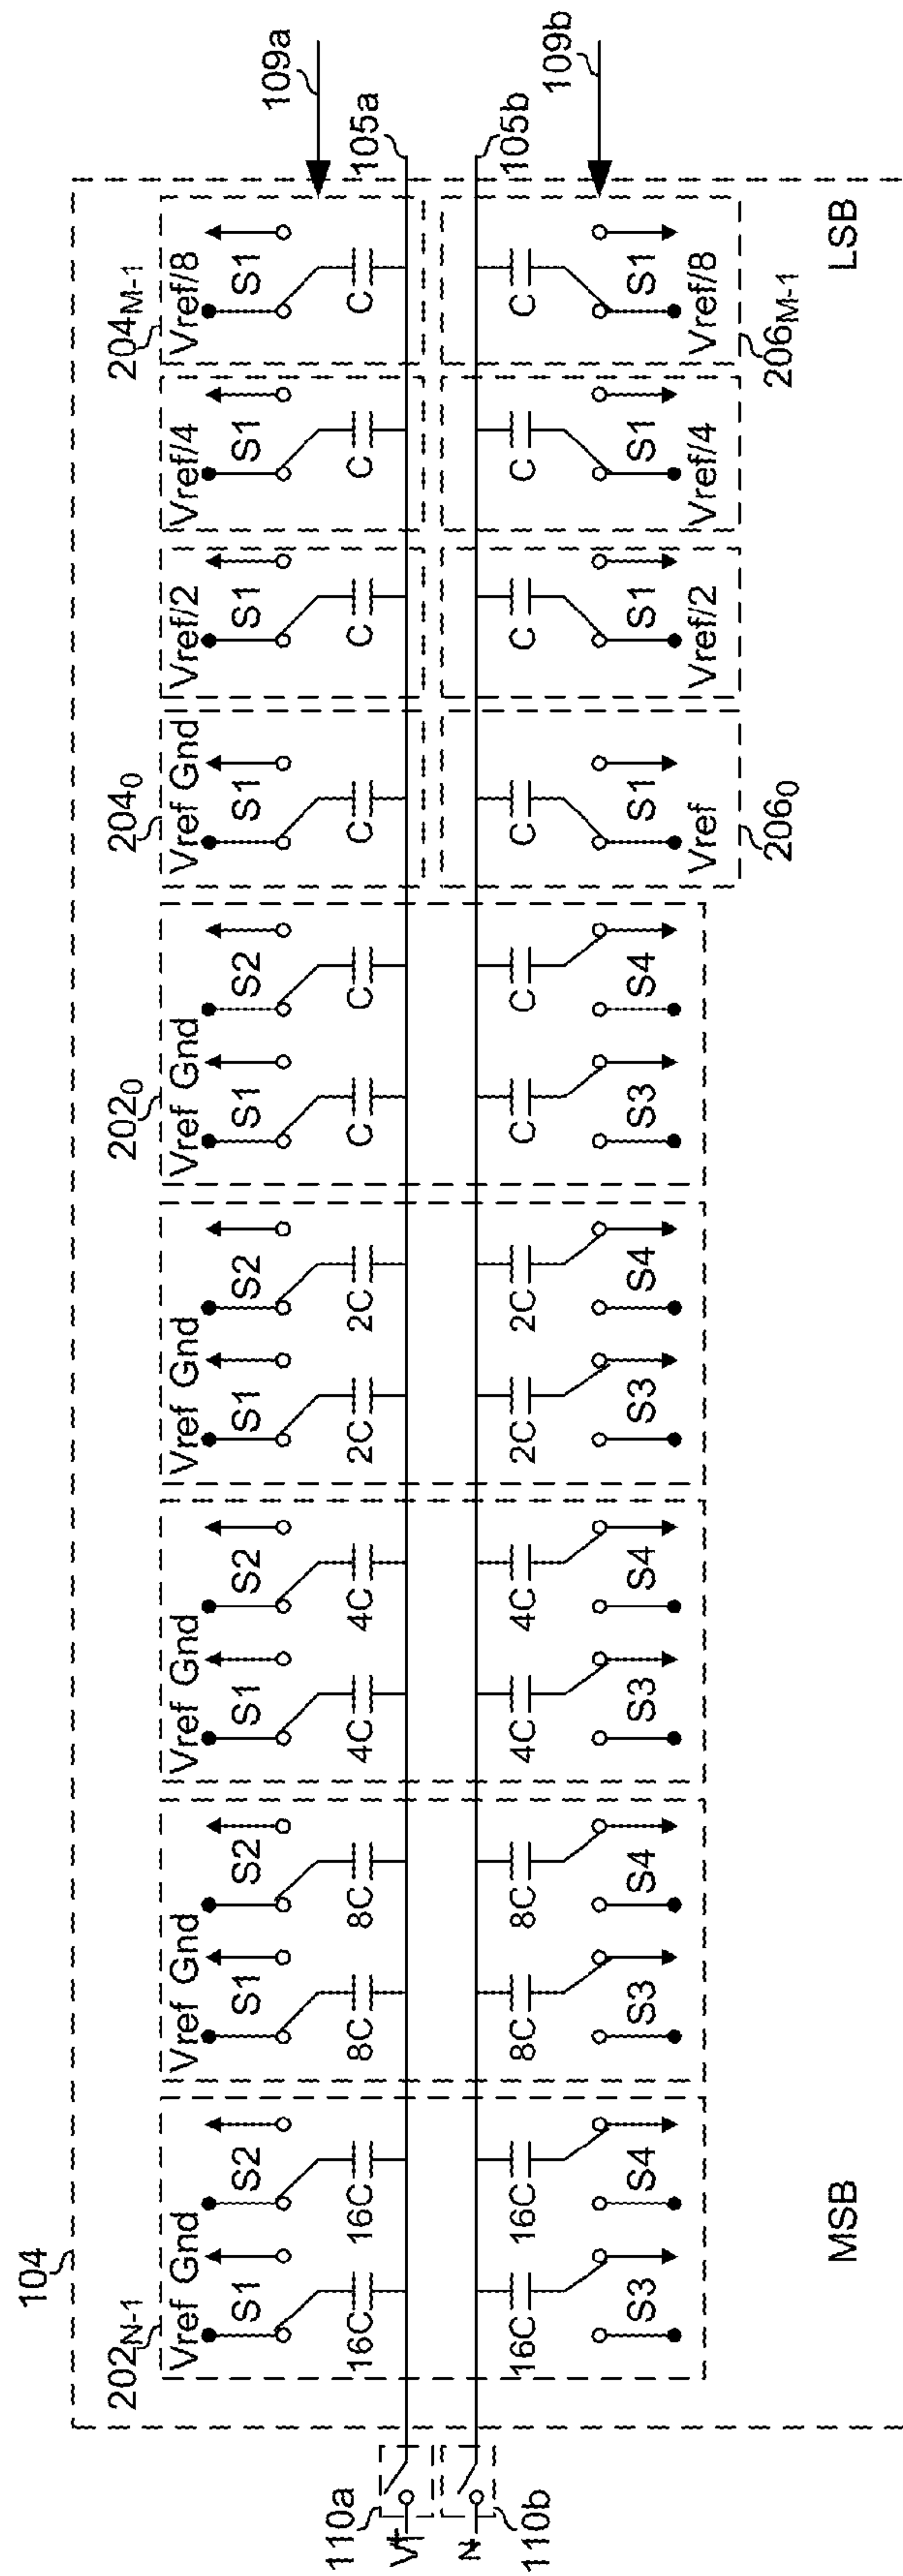 104
202N-1 202₀ 204₀ 204M-1
Vref Gnd Vref Gnd Vref Gnd Vref Gnd Vref Gnd Vref Gnd Vref/2 Vref/4 Vref/8
S1 S2 S1 S2 S1 S2 S1 S2 S1 S2 S1 S1 S1 S1
109a
16C 16C 8C 8C 4C 4C 2C 2C C C C C C C
110a 105a
V+
105b
16C 16C 8C 8C 4C 4C 2C 2C C C C C C C
110b 109b
S3 S4 S3 S4 S3 S4 S3 S4 S3 S4 S1 S1 S1 S1
Vref Vref/2 Vref/4 Vref/8
206₀ 206M-1
MSB LSB